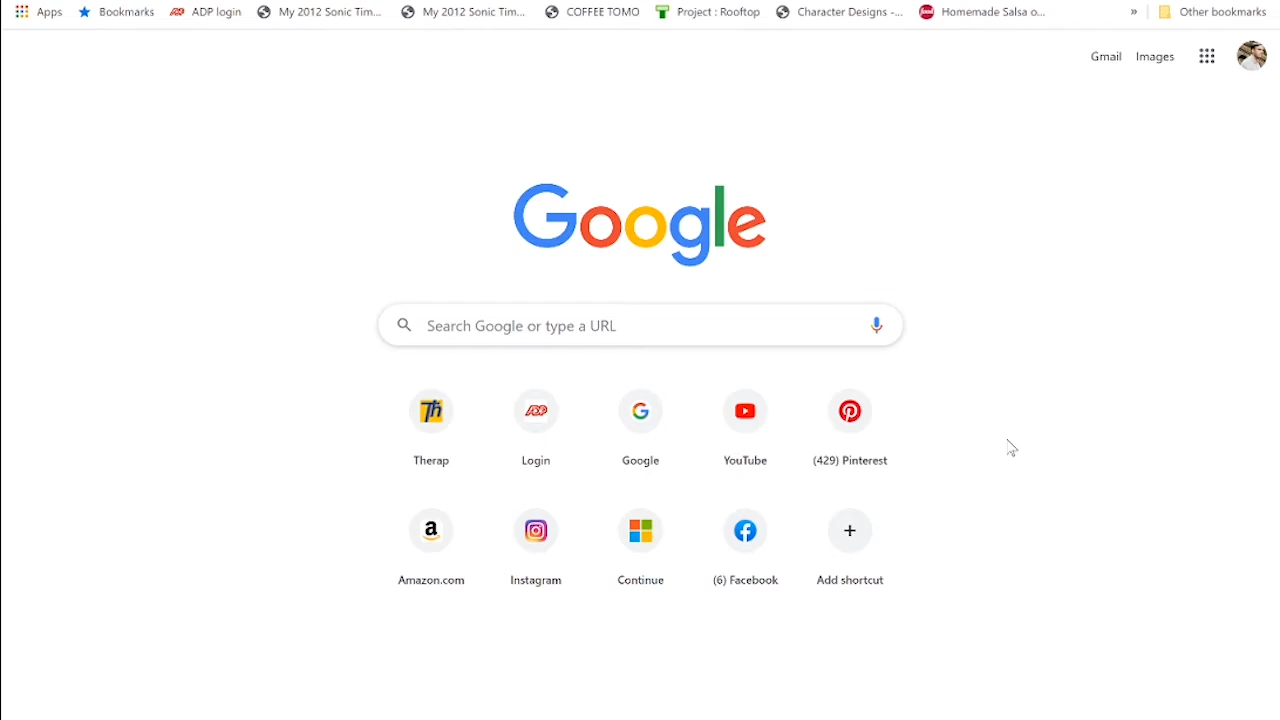 Apps Bookmarks ADP login My 2012 Sonic Tim... My 2012 Sonic Tim... COFFEE TOMO Project : Rooftop Character Designs -... Homemade Salsa o... » Other bookmarks
Gmail Images
Google
Search Google or type a URL
Th ADP G
Therap Login Google YouTube (429) Pinterest
a
Amazon.com Instagram Continue (6) Facebook Add shortcut